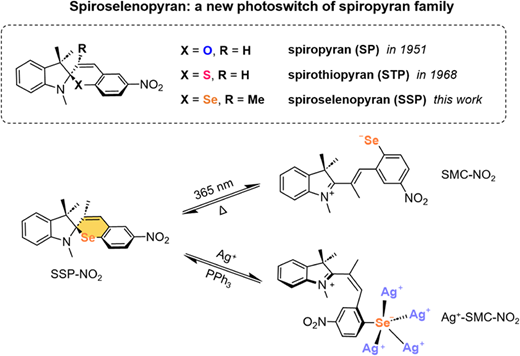 Spiroselenopyran: a new photoswitch of spiropyran family
R
X
N
NO₂
X = O, R = H spiropyran (SP) in 1951
X = S, R = H spirothiopyran (STP) in 1968
X = Se, R = Me spiroselenopyran (SSP) this work
N
Se
NO₂
SSP-NO₂
365 nm
Δ
⁻Se
N⁺
NO₂
SMC-NO₂
Ag⁺
PPh₃
N⁺
O₂N
Se
Ag⁺
Ag⁺
Ag⁺
Ag⁺
Ag⁺-SMC-NO₂